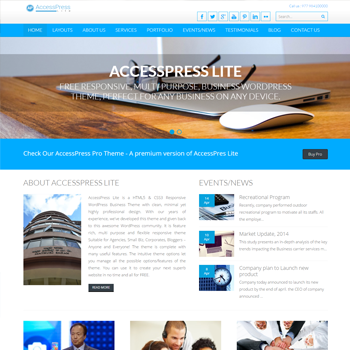 AccessPress
LITE
Call us: +77-9944420000
Search...
HOME LAYOUTS ABOUT US SERVICES PORTFOLIO EVENTS/NEWS TESTIMONIALS BLOG CONTACT US
ACCESSPRESS LITE
FREE RESPONSIVE, MULTI PURPOSE, BUSINESS WORDPRESS
THEME, PERFECT FOR ANY BUSINESS ON ANY DEVICE.
Check Our AccessPress Pro Theme - A premium version of AccesPres Lite
Buy Pro
ABOUT ACCESSPRESS LITE
AccessPress Lite is a HTML5 & CSS3 Responsive
WordPress Business Theme with clean, minimal yet
highly professional design. With our years of
experience, we've developed this theme and given back
to this awesome WordPress community. It is feature
rich, multi purpose and flexible responsive theme
Suitable for Agencies, Small Biz, Corporates, Bloggers -
Anyone and Everyone. The theme is complete with
many useful features. The intuitive theme options let
you manage all the possible options/features of the
theme. You can use it to create your next superb
website in no time and all for FREE.
READ MORE
EVENTS/NEWS
Recreational Program
Recently, company performed outdoor
recreational program to motivate all its staffs. All
the employ...
Market Update, 2014
This study presents an in-depth analysis of the top
trends impacting the Business carrier services n...
Company plan to Launch new
product
Company today announced to launch its new
product by the end of april. the CEO of company
announced ...